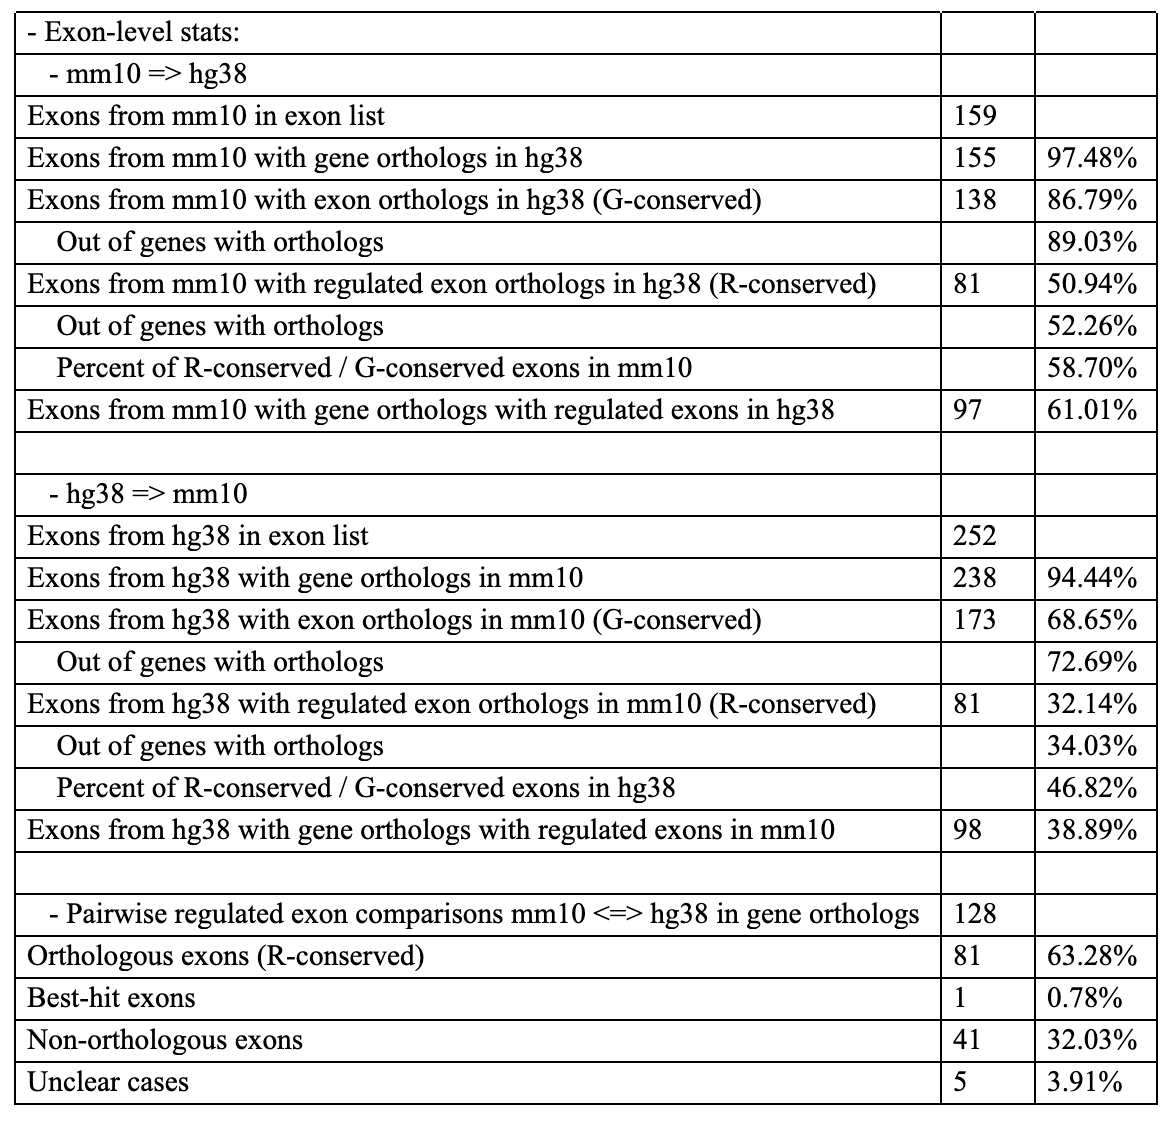 - Exon-level stats:
- mm10 => hg38
Exons from mm10 in exon list 159
Exons from mm10 with gene orthologs in hg38 155 97.48%
Exons from mm10 with exon orthologs in hg38 (G-conserved) 138 86.79%
Out of genes with orthologs 89.03%
Exons from mm10 with regulated exon orthologs in hg38 (R-conserved) 81 50.94%
Out of genes with orthologs 52.26%
Percent of R-conserved / G-conserved exons in mm10 58.70%
Exons from mm10 with gene orthologs with regulated exons in hg38 97 61.01%
- hg38 => mm10
Exons from hg38 in exon list 252
Exons from hg38 with gene orthologs in mm10 238 94.44%
Exons from hg38 with exon orthologs in mm10 (G-conserved) 173 68.65%
Out of genes with orthologs 72.69%
Exons from hg38 with regulated exon orthologs in mm10 (R-conserved) 81 32.14%
Out of genes with orthologs 34.03%
Percent of R-conserved / G-conserved exons in hg38 46.82%
Exons from hg38 with gene orthologs with regulated exons in mm10 98 38.89%
- Pairwise regulated exon comparisons mm10 <=> hg38 in gene orthologs 128
Orthologous exons (R-conserved) 81 63.28%
Best-hit exons 1 0.78%
Non-orthologous exons 41 32.03%
Unclear cases 5 3.91%